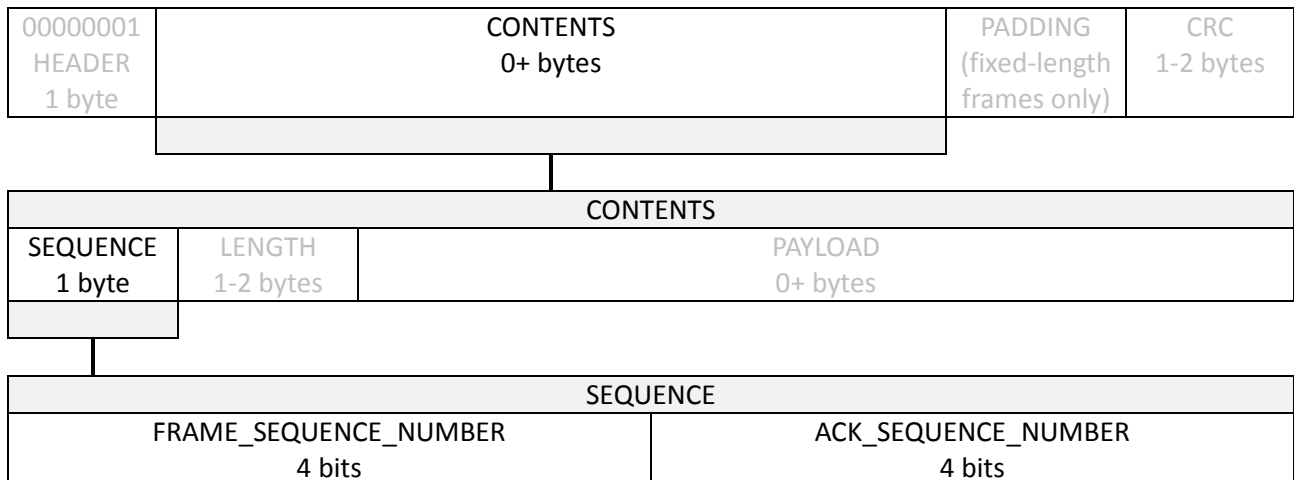 00000001
HEADER
1 byte
CONTENTS
0+ bytes
PADDING
(fixed-length
frames only)
CRC
1-2 bytes
CONTENTS
SEQUENCE
1 byte
LENGTH
1-2 bytes
PAYLOAD
0+ bytes
SEQUENCE
FRAME_SEQUENCE_NUMBER
4 bits
ACK_SEQUENCE_NUMBER
4 bits